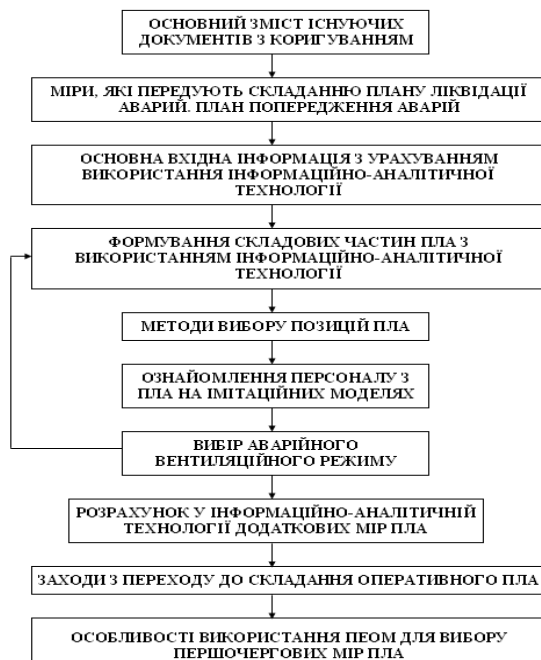 ОСНОВНИЙ ЗМІСТ ІСНУЮЧИХ
ДОКУМЕНТІВ З КОРИГУВАННЯМ
МІРИ, ЯКІ ПЕРЕДУЮТЬ СКЛАДАННЮ ПЛАНУ ЛІКВІДАЦІЇ
АВАРИЙ. ПЛАН ПОПЕРЕДЖЕННЯ АВАРІЙ
ОСНОВНА ВХІДНА ІНФОРМАЦІЯ З УРАХУВАННЯМ
ВИКОРИСТАННЯ ІНФОРМАЦІЙНО-АНАЛІТИЧНОЇ
ТЕХНОЛОГІЇ
ФОРМУВАННЯ СКЛАДОВИХ ЧАСТИН ПЛА З
ВИКОРИСТАННЯМ ІНФОРМАЦІЙНО-АНАЛІТИЧНОЇ
ТЕХНОЛОГІЇ
МЕТОДИ ВИБОРУ ПОЗИЦІЙ ПЛА
ОЗНАЙОМЛЕННЯ ПЕРСОНАЛУ З
ПЛА НА ІМІТАЦІЙНИХ МОДЕЛЯХ
ВИБІР АВАРІЙНОГО
ВЕНТИЛЯЦІЙНОГО РЕЖИМУ
РОЗРАХУНОК У ІНФОРМАЦІЙНО-АНАЛІТИЧНІЙ
ТЕХНОЛОГІЇ ДОДАТКОВИХ МІР ПЛА
ЗАХОДИ З ПЕРЕХОДУ ДО СКЛАДАННЯ ОПЕРАТИВНОГО ПЛА
ОСОБЛИВОСТІ ВИКОРИСТАННЯ ПЕОМ ДЛЯ ВИБОРУ
ПЕРШОЧЕРГОВИХ МІР ПЛА